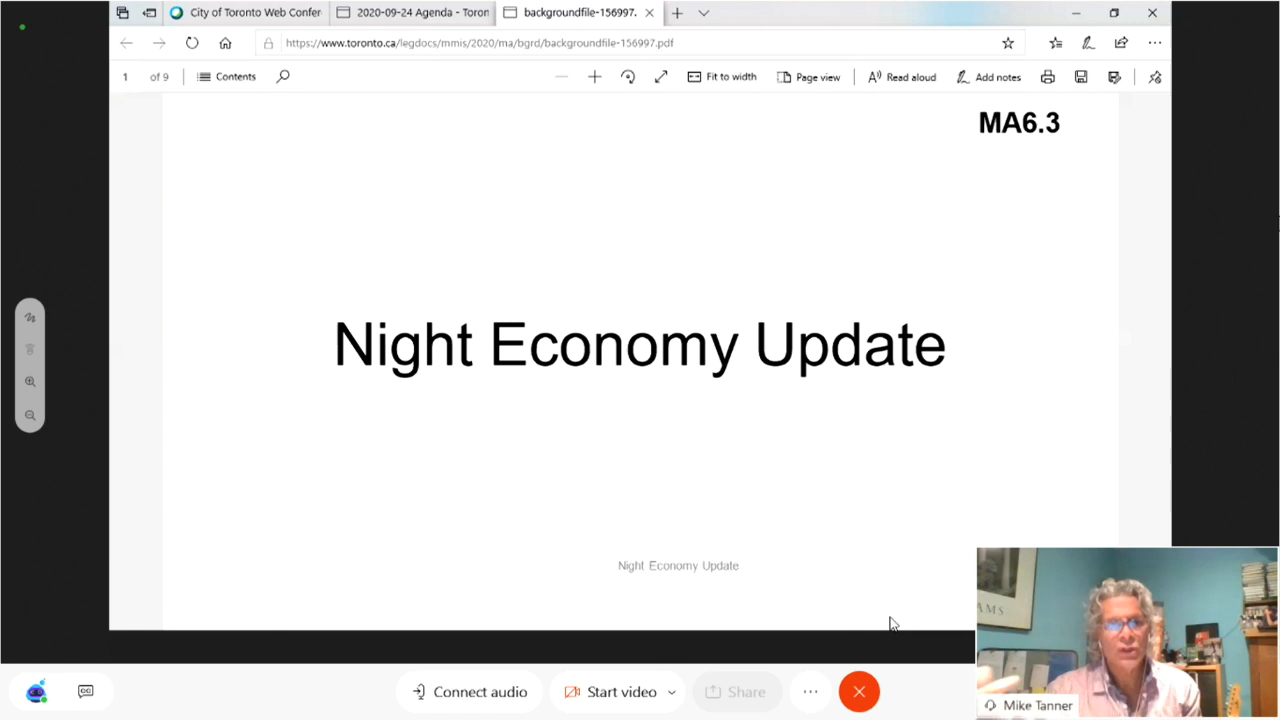 City of Toronto Web Confer
2020-09-24 Agenda - Toron
backgroundfile-156997.
https://www.toronto.ca/legdocs/mmis/2020/ma/bgrd/backgroundfile-156997.pdf
1 of 9 Contents Fit to width Page view Read aloud Add notes
MA6.3
Night Economy Update
Night Economy Update
AMS
CC Connect audio Start video Share
Mike Tanner